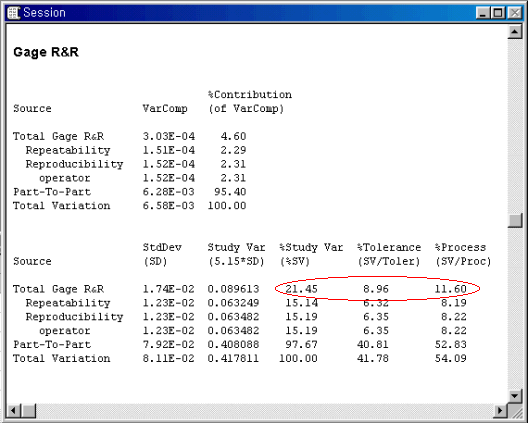 Session
Gage R&R
%Contribution
Source VarComp (of VarComp)
Total Gage R&R 3.03E-04 4.60
Repeatability 1.51E-04 2.29
Reproducibility 1.52E-04 2.31
operator 1.52E-04 2.31
Part-To-Part 6.28E-03 95.40
Total Variation 6.58E-03 100.00
StdDev Study Var %Study Var %Tolerance %Process
Source (SD) (5.15*SD) (%SV) (SV/Toler) (SV/Proc)
Total Gage R&R 1.74E-02 0.089613 21.45 8.96 11.60
Repeatability 1.23E-02 0.063249 15.14 6.32 8.19
Reproducibility 1.23E-02 0.063482 15.19 6.35 8.22
operator 1.23E-02 0.063482 15.19 6.35 8.22
Part-To-Part 7.92E-02 0.408088 97.67 40.81 52.83
Total Variation 8.11E-02 0.417811 100.00 41.78 54.09